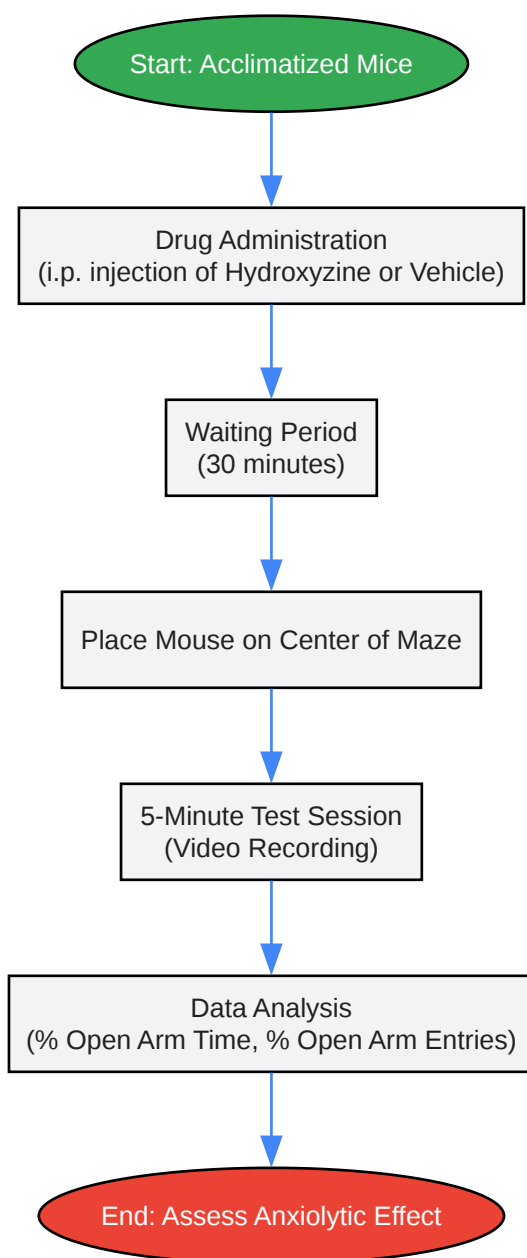 Start: Acclimatized Mice
Drug Administration
(i.p. injection of Hydroxyzine or Vehicle)
Waiting Period
(30 minutes)
Place Mouse on Center of Maze
5-Minute Test Session
(Video Recording)
Data Analysis
(% Open Arm Time, % Open Arm Entries)
End: Assess Anxiolytic Effect